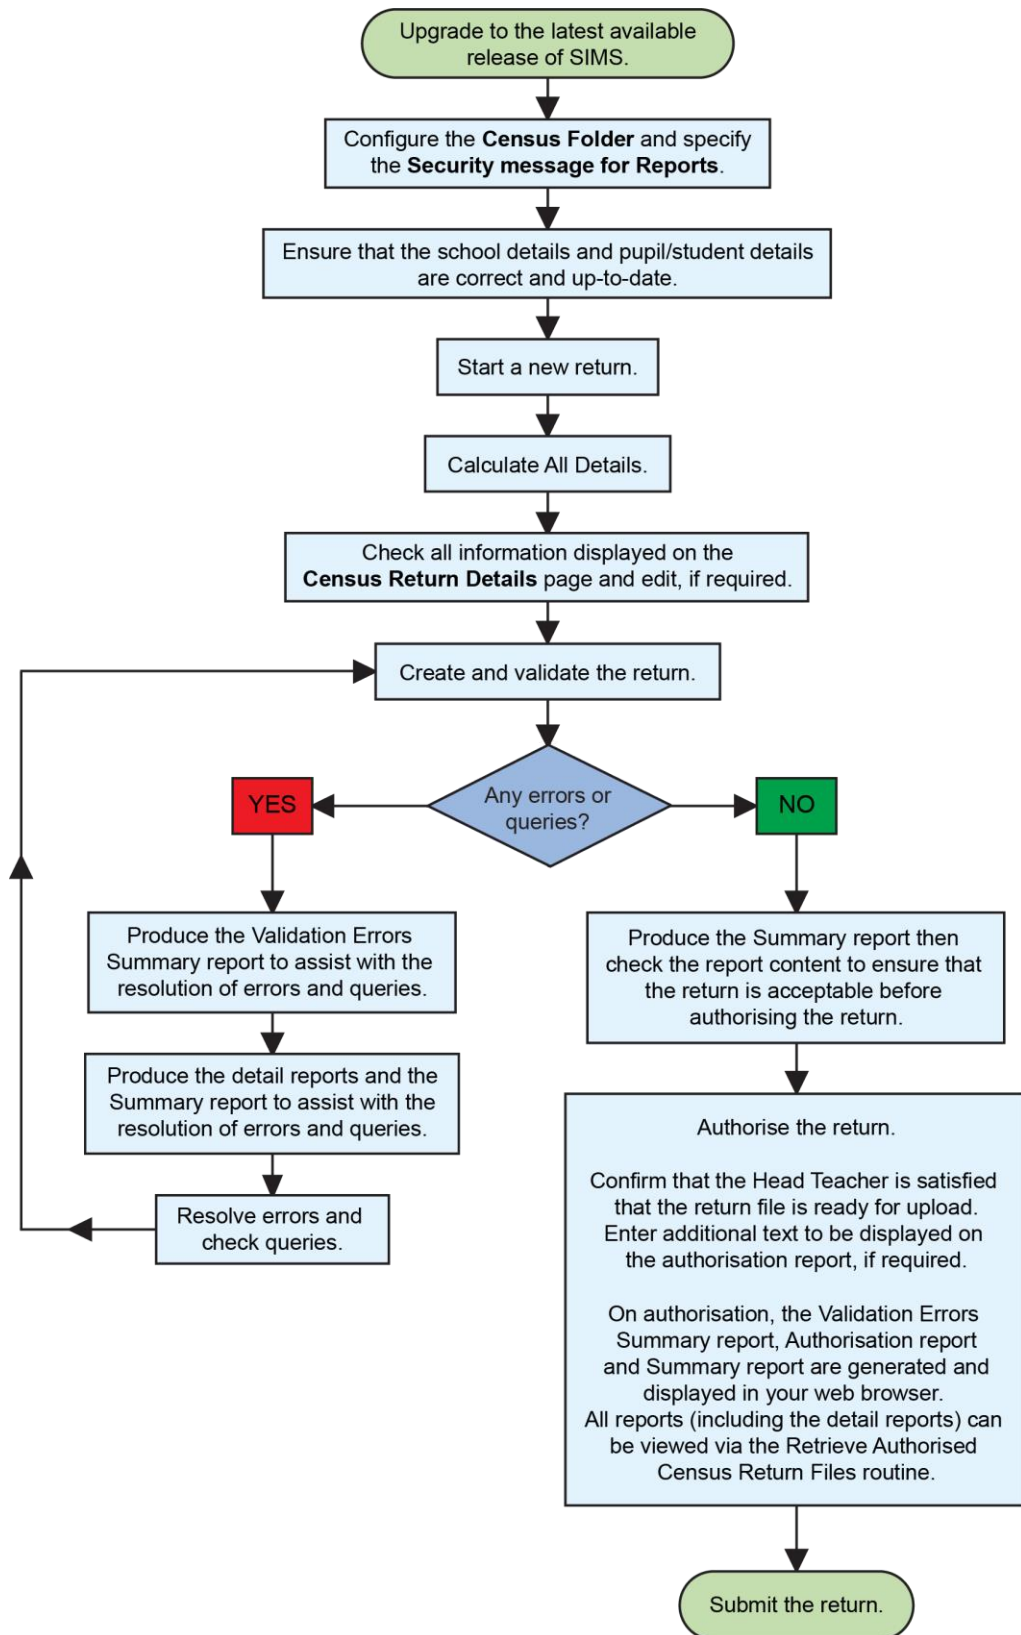 Upgrade to the latest available
release of SIMS.
Configure the Census Folder and specify
the Security message for Reports.
Ensure that the school details and pupil/student details
are correct and up-to-date.
Start a new return.
Calculate All Details.
Check all information displayed on the
Census Return Details page and edit, if required.
Create and validate the return.
Any errors or
queries?
YES
NO
Produce the Validation Errors
Summary report to assist with the
resolution of errors and queries.
Produce the detail reports and the
Summary report to assist with the
resolution of errors and queries.
Resolve errors and
check queries.
Produce the Summary report then
check the report content to ensure that
the return is acceptable before
authorising the return.
Authorise the return.
Confirm that the Head Teacher is satisfied
that the return file is ready for upload.
Enter additional text to be displayed on
the authorisation report, if required.
On authorisation, the Validation Errors
Summary report, Authorisation report
and Summary report are generated and
displayed in your web browser.
All reports (including the detail reports) can
be viewed via the Retrieve Authorised
Census Return Files routine.
Submit the return.